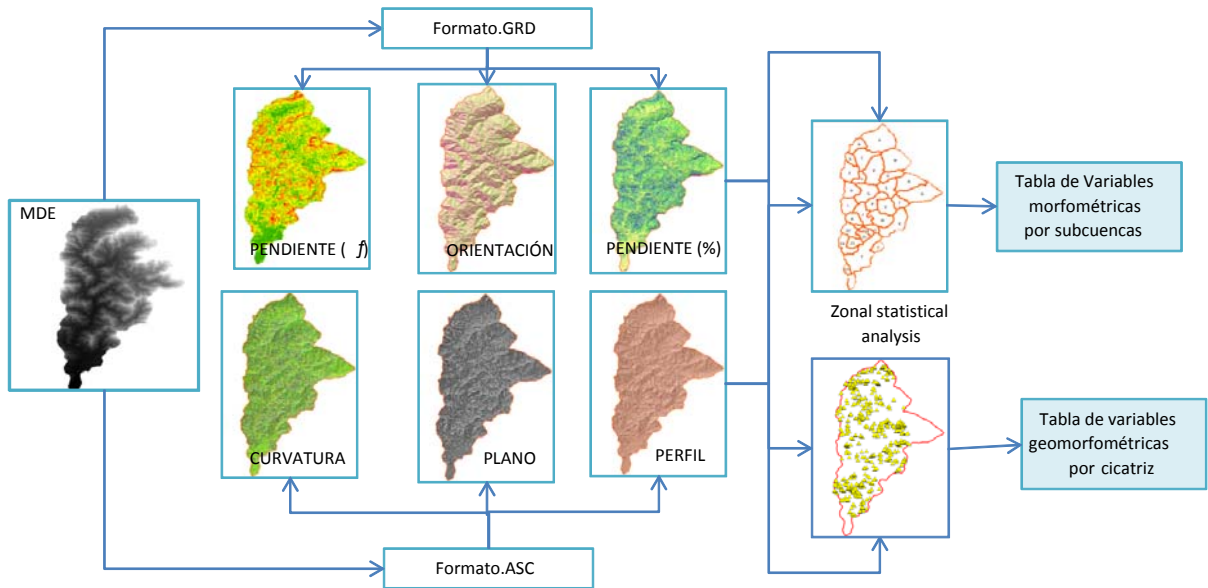 Formato.GRD
MDE
PENDIENTE ( f)
ORIENTACIÓN
PENDIENTE (%)
Tabla de Variables
morfométricas
por subcuencas
Zonal statistical
analysis
CURVATURA
PLANO
PERFIL
Tabla de variables
geomorfométricas
por cicatriz
Formato.ASC